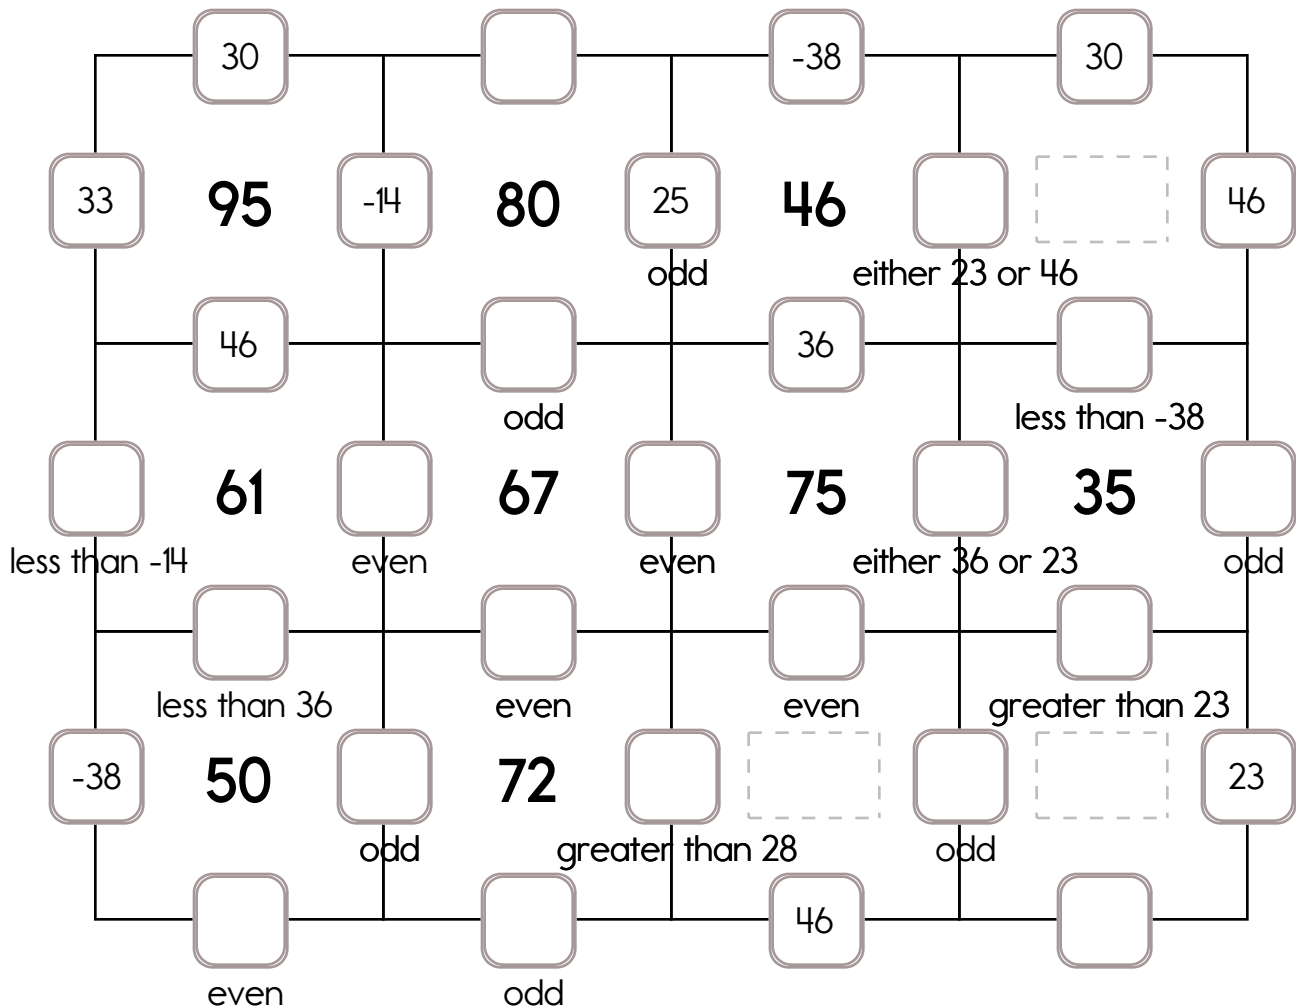 30 -38 30
33 95 -14 80 25 46 46
odd either 23 or 46
46 36
odd less than -38
61 67 75 35
less than -14 even even either 36 or 23 odd
less than 36 even even greater than 23
-38 50 72 23
odd greater than 28 odd
46
even odd